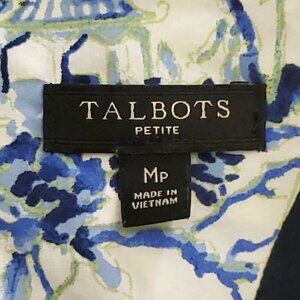 TALBOTS
PETITE
MP
MADE IN
VIETNAM